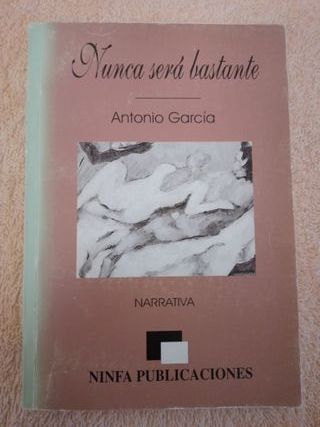 Nunca será bastante
Antonio García
NARRATIVA
NINFA PUBLICACIONES